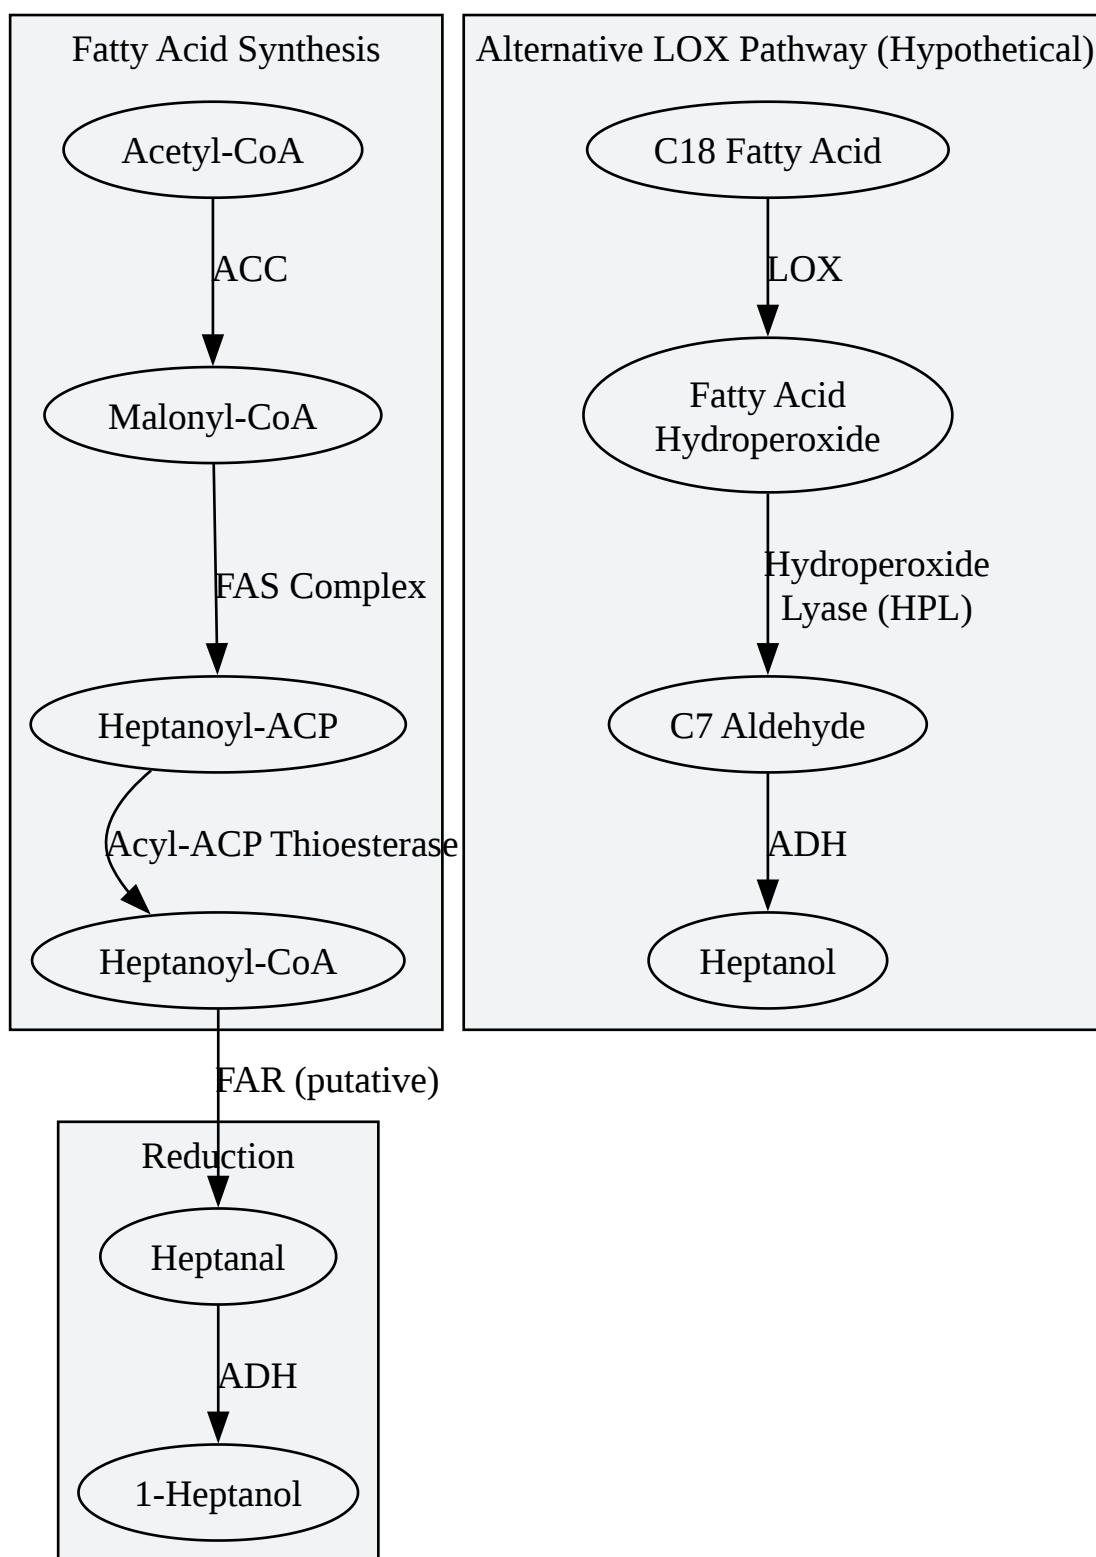 Fatty Acid Synthesis
Acetyl-CoA
ACC
Malonyl-CoA
FAS Complex
Heptanoyl-ACP
Acyl-ACP Thioesterase
Heptanoyl-CoA
FAR (putative)
Reduction
Heptanal
ADH
1-Heptanol
Alternative LOX Pathway (Hypothetical)
C18 Fatty Acid
LOX
Fatty Acid
Hydroperoxide
Hydroperoxide
Lyase (HPL)
C7 Aldehyde
ADH
Heptanol